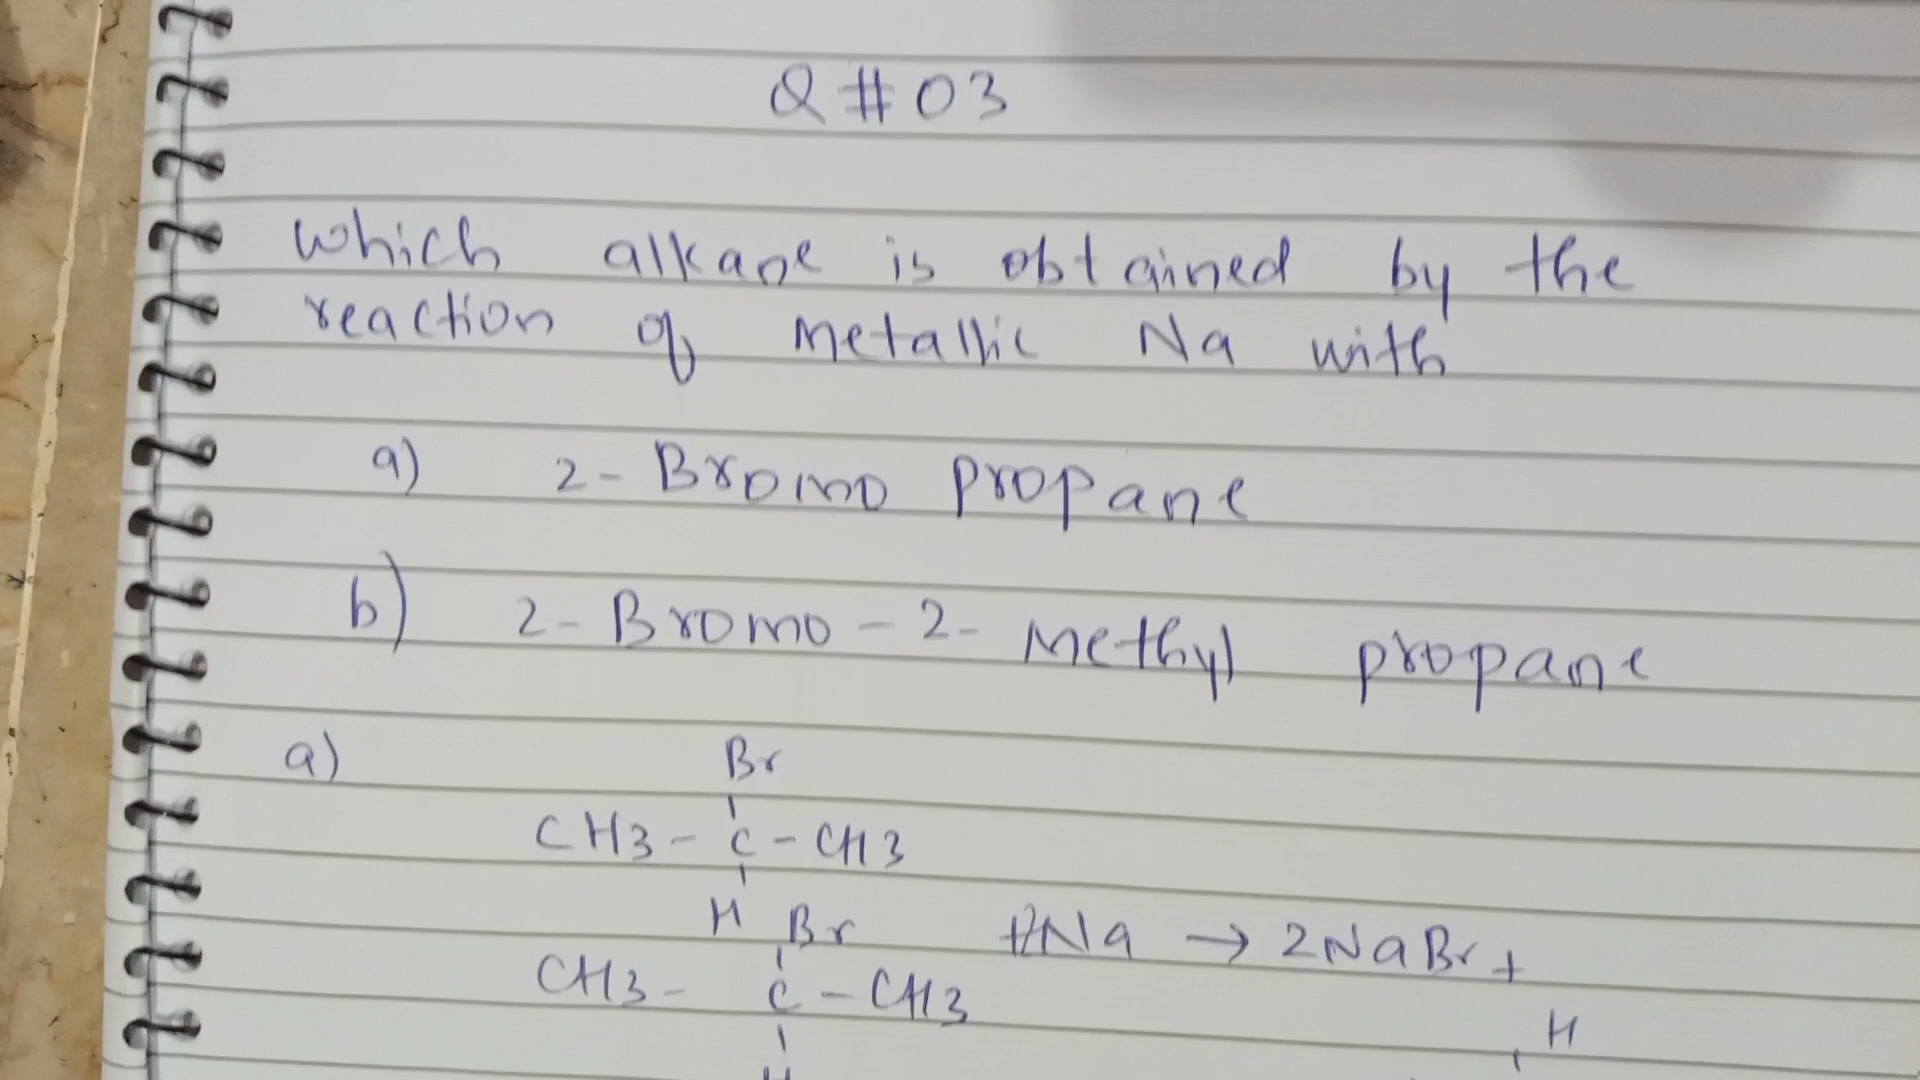 Q # 03
which alkane is obtained by the
reaction of metallic Na with
a) 2 - Bromo propane
b) 2 - Bromo - 2 - Methyl propane
a) Br
CH3 - C - CH3
H Br
+2Na → 2NaBr +
CH3 - C - CH3
H
H